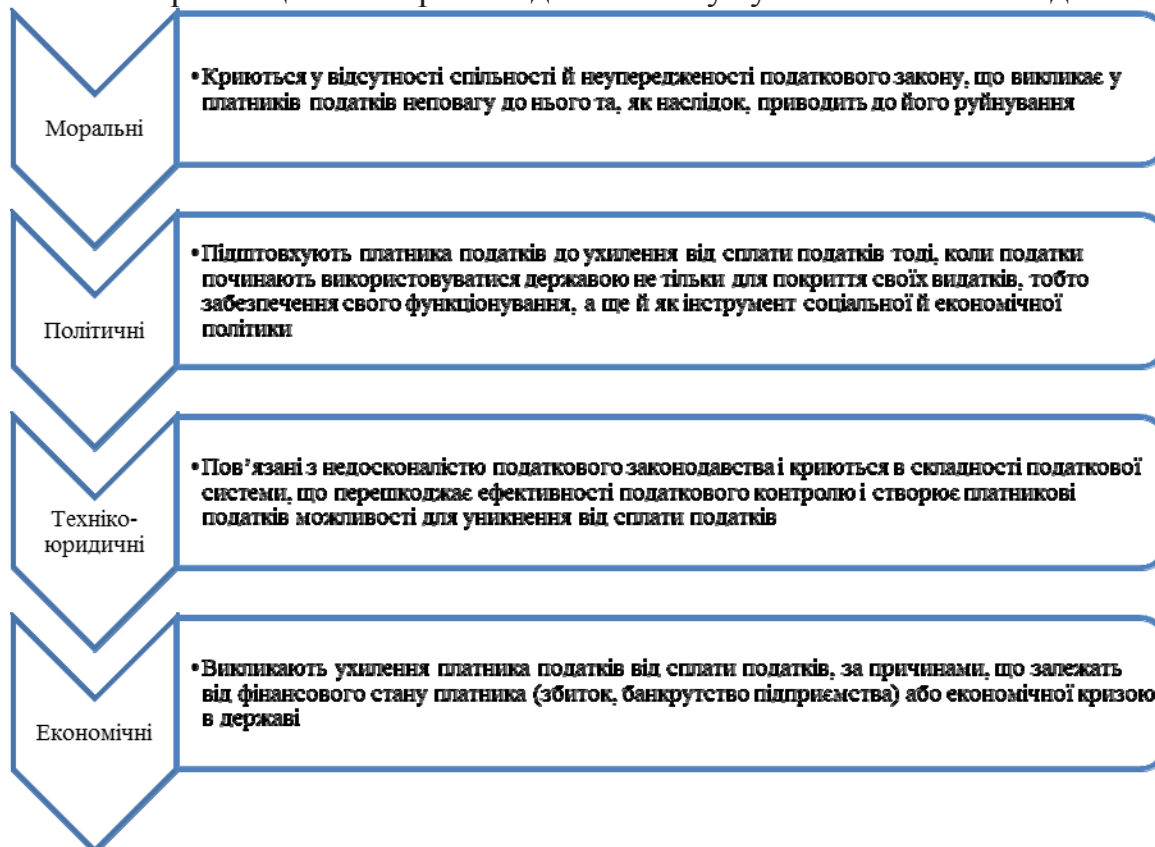 Моральні
•Криються у відсутності спільності й неупередженості податкового закону, що викликає у
платників податків неповагу до нього та, як наслідок, приводить до його руйнування
Політичні
•Підштовхують платника податків до ухилення від сплати податків тоді, коли податки
починають використовуватися державою не тільки для покриття своїх видатків, тобто
забезпечення свого функціонування, а ще й як інструмент соціальної й економічної
політики
Техніко-
юридичні
•Пов’язані з недосконалістю податкового законодавства і криються в складності податкової
системи, що перешкоджає ефективності податкового контролю і створює платникові
податків можливості для уникнення від сплати податків
Економічні
•Викликають ухилення платника податків від сплати податків, за причинами, що залежать
від фінансового стану платника (збиток, банкрутство підприємства) або економічної кризою
в державі